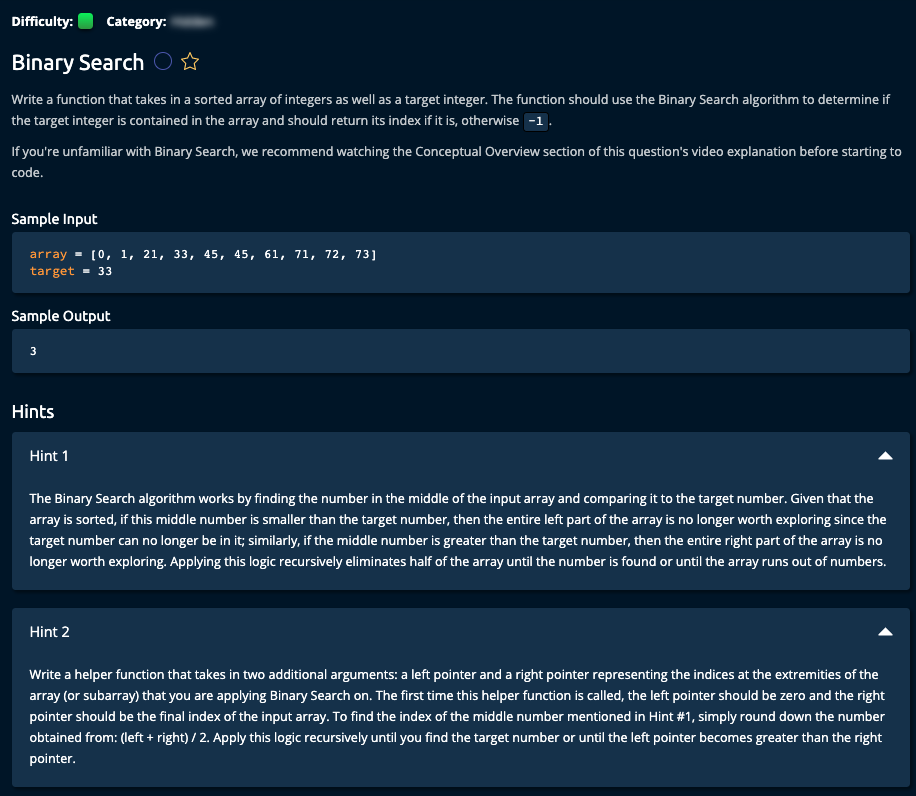 Difficulty: Category:
Binary Search
Write a function that takes in a sorted array of integers as well as a target integer. The function should use the Binary Search algorithm to determine if
the target integer is contained in the array and should return its index if it is, otherwise -1 .
If you're unfamiliar with Binary Search, we recommend watching the Conceptual Overview section of this question's video explanation before starting to
code.
Sample Input
array = [0, 1, 21, 33, 45, 45, 61, 71, 72, 73]
target = 33
Sample Output
3
Hints
Hint 1
The Binary Search algorithm works by finding the number in the middle of the input array and comparing it to the target number. Given that the
array is sorted, if this middle number is smaller than the target number, then the entire left part of the array is no longer worth exploring since the
target number can no longer be in it; similarly, if the middle number is greater than the target number, then the entire right part of the array is no
longer worth exploring. Applying this logic recursively eliminates half of the array until the number is found or until the array runs out of numbers.
Hint 2
Write a helper function that takes in two additional arguments: a left pointer and a right pointer representing the indices at the extremities of the
array (or subarray) that you are applying Binary Search on. The first time this helper function is called, the left pointer should be zero and the right
pointer should be the final index of the input array. To find the index of the middle number mentioned in Hint #1, simply round down the number
obtained from: (left + right) / 2. Apply this logic recursively until you find the target number or until the left pointer becomes greater than the right
pointer.